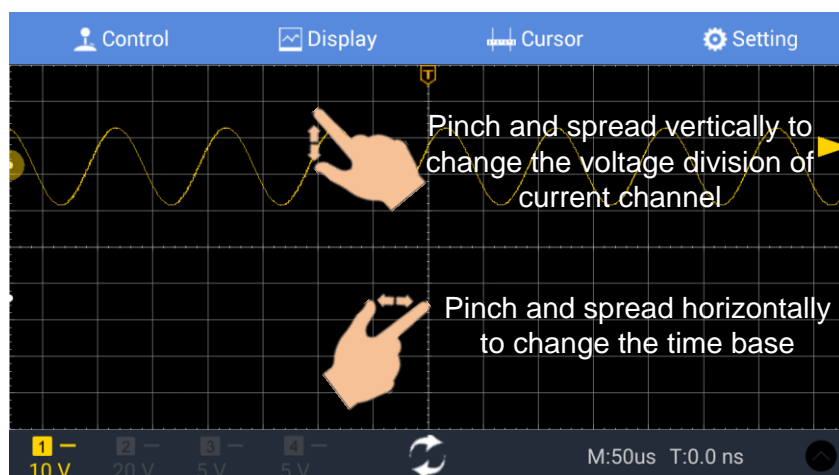 Control Display Cursor Setting
T
Pinch and spread vertically to
change the voltage division of
current channel
Pinch and spread horizontally
to change the time base
1 2 3 4
10 V 20 V 5 V 5 V
M:50us T:0.0 ns